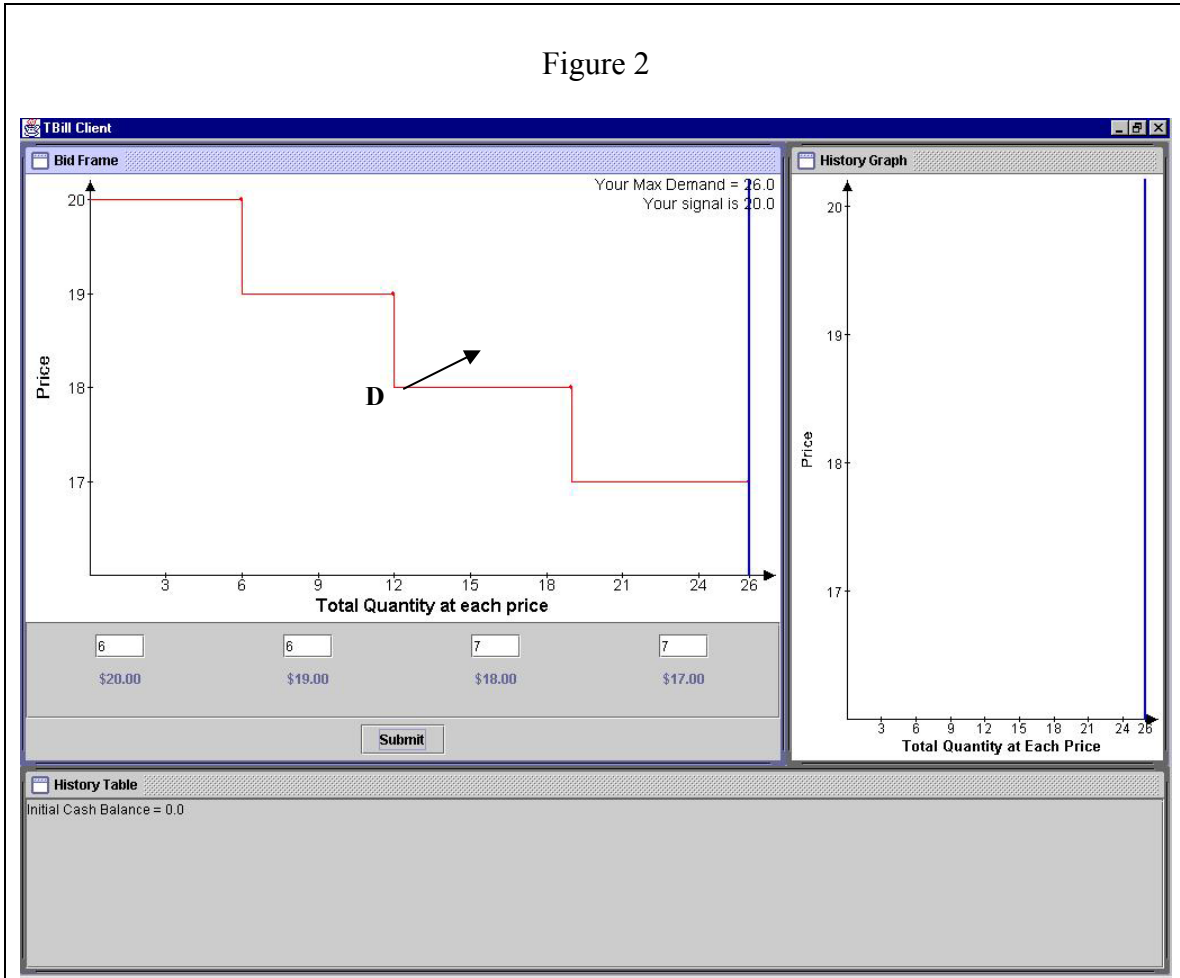 Figure 2
TBill Client
Bid Frame
Your Max Demand = 26.0
Your signal is 20.0
20
19
18
17
Price
D
3 6 9 12 15 18 21 24 26
Total Quantity at each price
6 6 7 7
$20.00 $19.00 $18.00 $17.00
Submit
History Graph
20
19
18
17
Price
3 6 9 12 15 18 21 24 26
Total Quantity at Each Price
History Table
Initial Cash Balance = 0.0